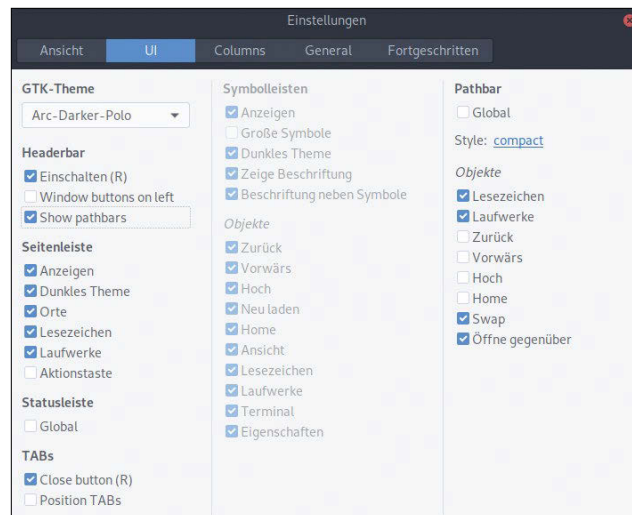 Einstellungen
Ansicht
UI
Columns
General
Fortgeschritten
GTK-Theme
Arc-Darker-Polo
Headerbar
Einschalten (R)
Window buttons on left
Show pathbars
Seitenleiste
Anzeigen
Dunkles Theme
Orte
Lesezeichen
Laufwerke
Aktionstaste
Statusleiste
Global
TABs
Close button (R)
Position TABs
Symbolleisten
Anzeigen
Große Symbole
Dunkles Theme
Zeige Beschriftung
Beschriftung neben Symbole
Objekte
Zurück
Vorwärs
Hoch
Neu laden
Home
Ansicht
Lesezeichen
Laufwerke
Terminal
Eigenschaften
Pathbar
Global
Style: compact
Objekte
Lesezeichen
Laufwerke
Zurück
Vorwärs
Hoch
Home
Swap
Öffne gegenüber